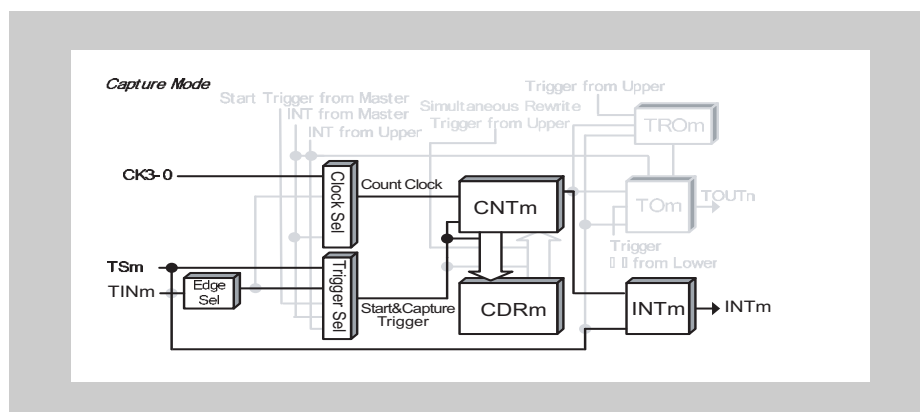 Capture Mode
Trigger from Upper
Start Trigger from Master
Simultaneous Rewrite
INT from Master
Trigger from Upper
INT from Upper
TROm
CK3-0
Clock Sel
Count Clock
CNTm
TOm
TOUTn
Trigger
from Lower
TSm
TINm
Edge
Sel
Trigger Sel
Start&Capture
Trigger
CDRm
INTm
INTm